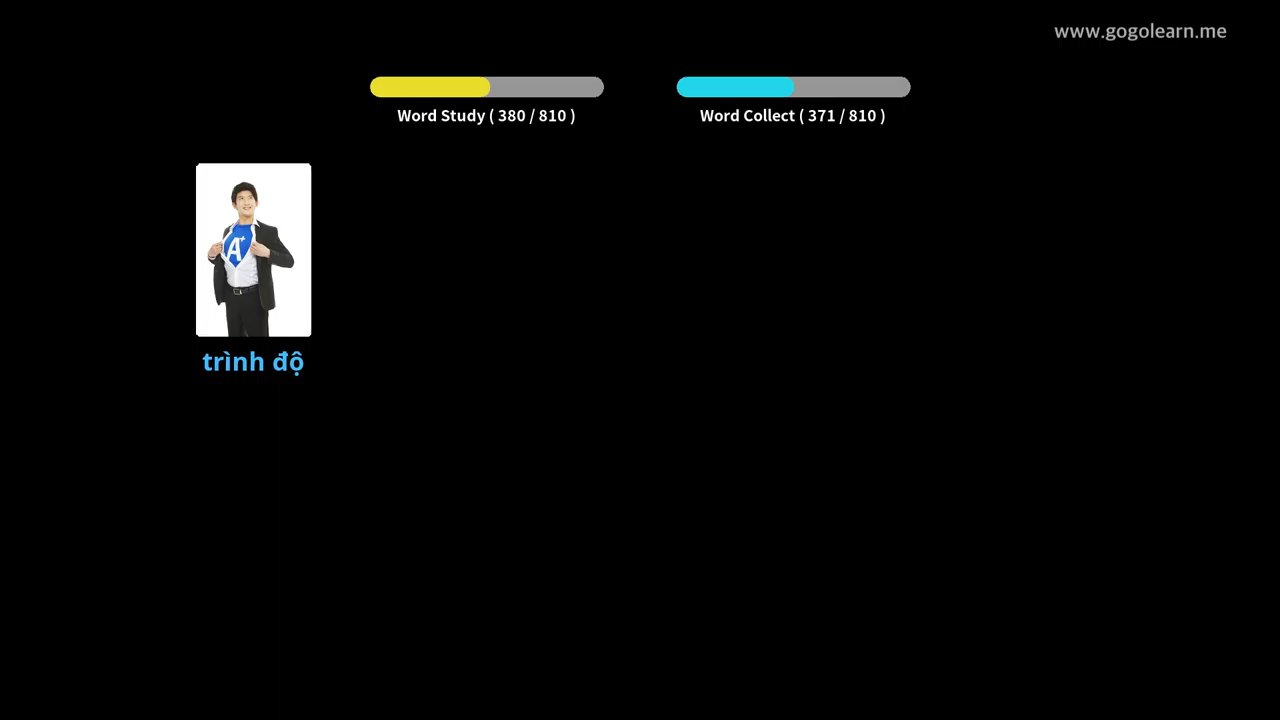 www.gogolearn.me
Word Study ( 380 / 810 )
Word Collect ( 371 / 810 )
A+
trình độ